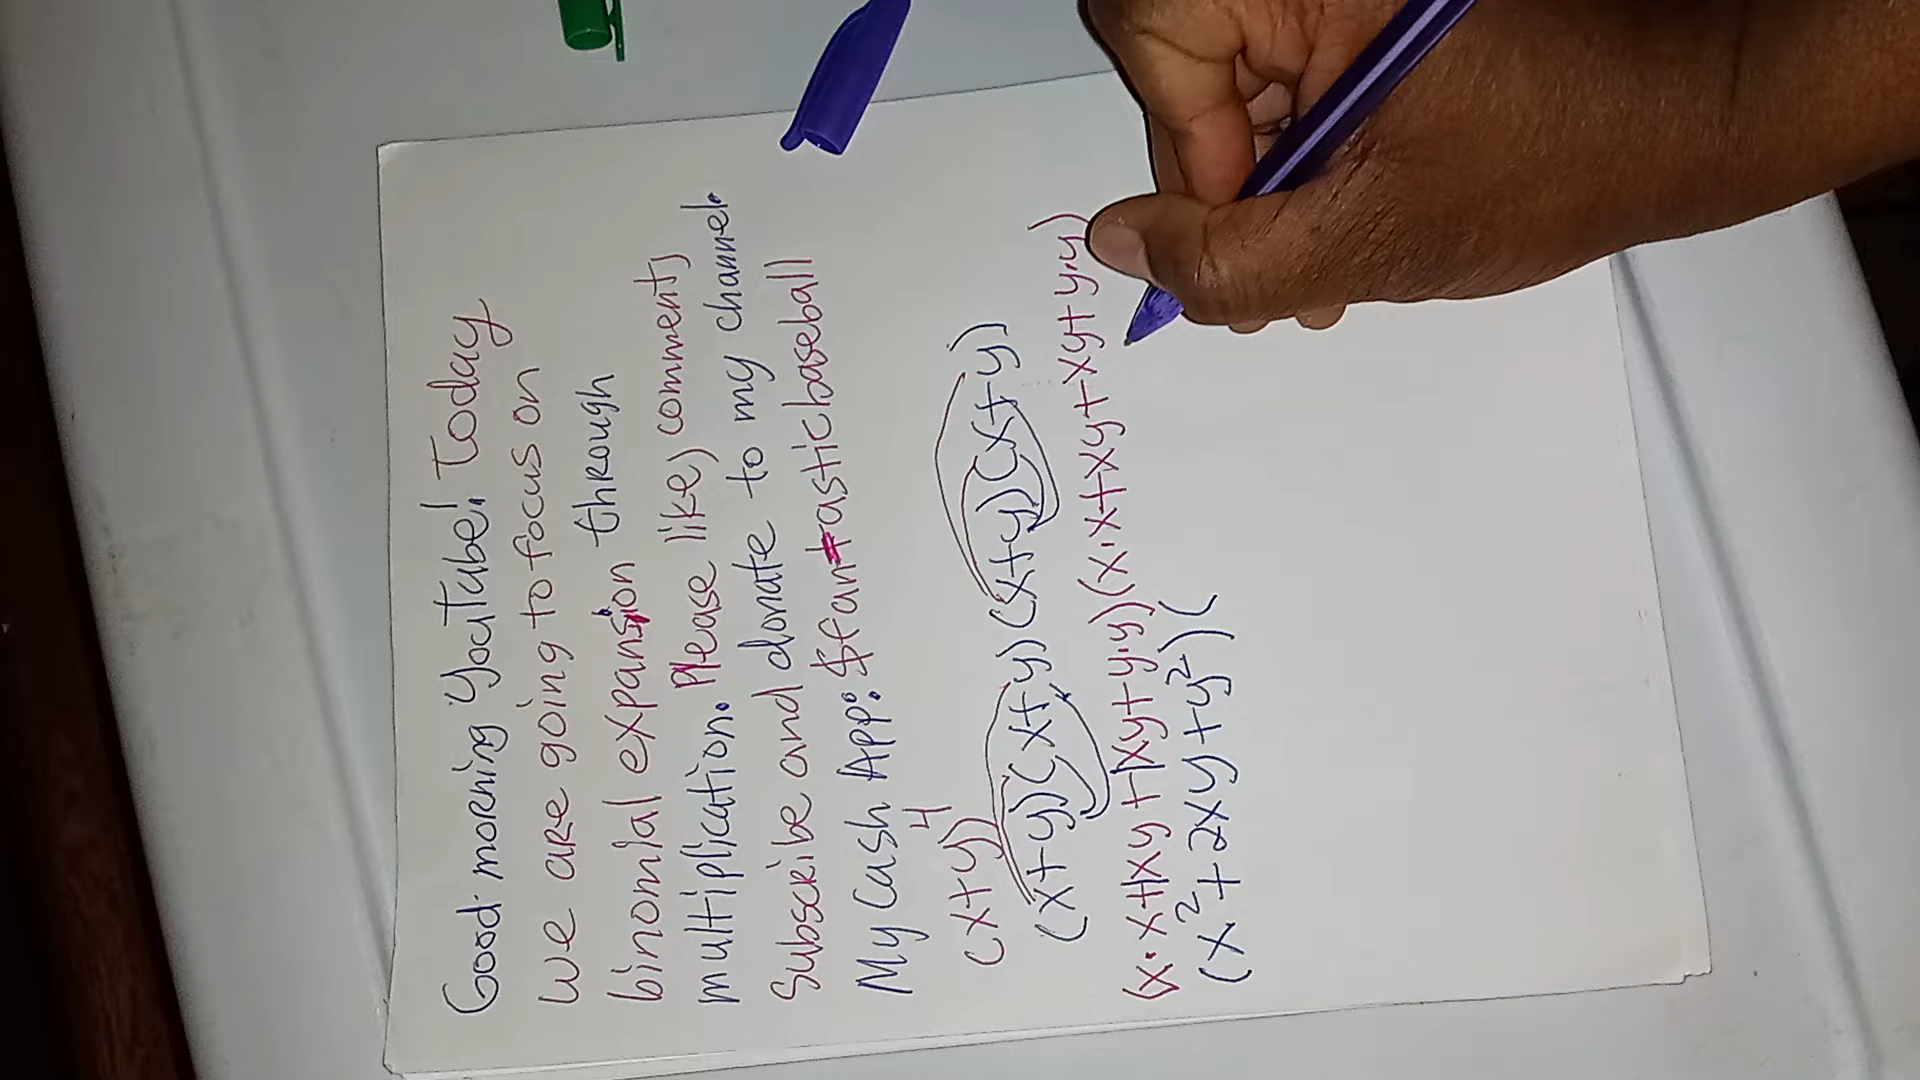 Good morning YouTube! Today
we are going to focus on
binomial expansion through
multiplication. Please like, comment,
Subscribe and donate to my channel.
My Cash App: $fantasticbaseball
(x+y)⁴
(x+y)(x+y)(x+y)(x+y)
(x·x+xy+xy+y·y)(x·x+xy+xy+y·y)
(x²+2xy+y²)(